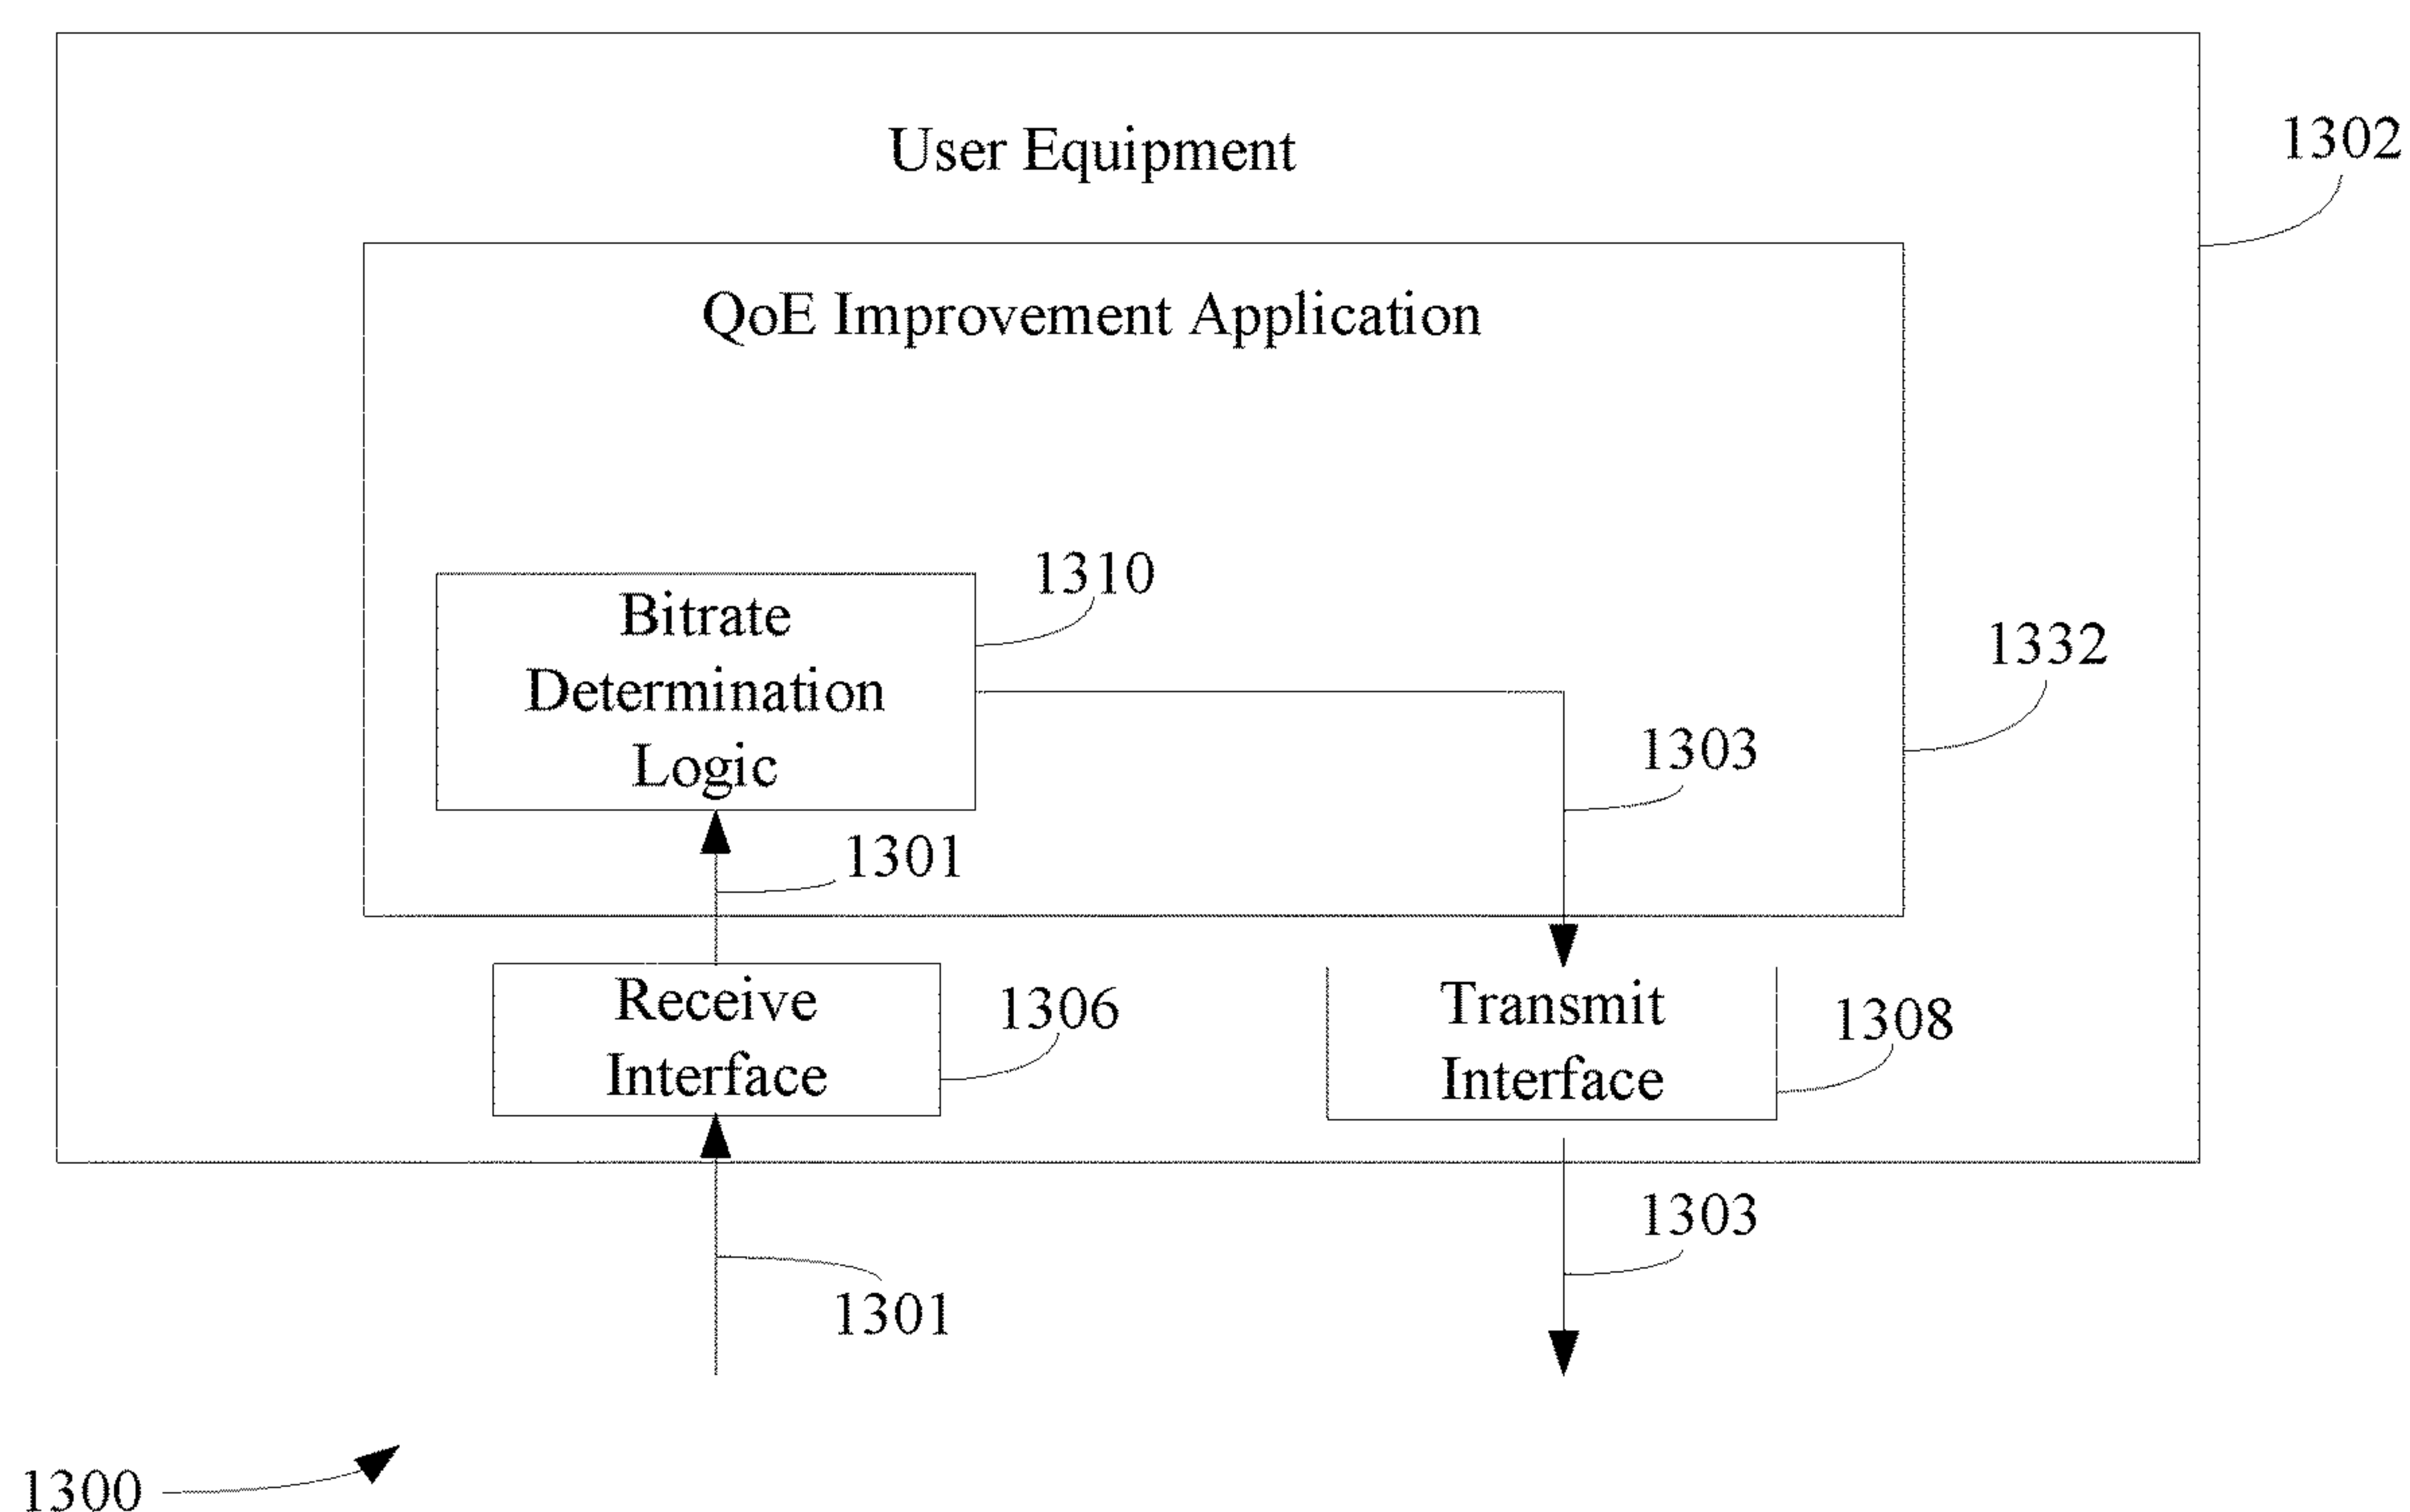 User Equipment
1302
QoE Improvement Application
1310
Bitrate
Determination
Logic
1332
1303
1301
Receive
Interface
1306
Transmit
Interface
1308
1303
1301
1300